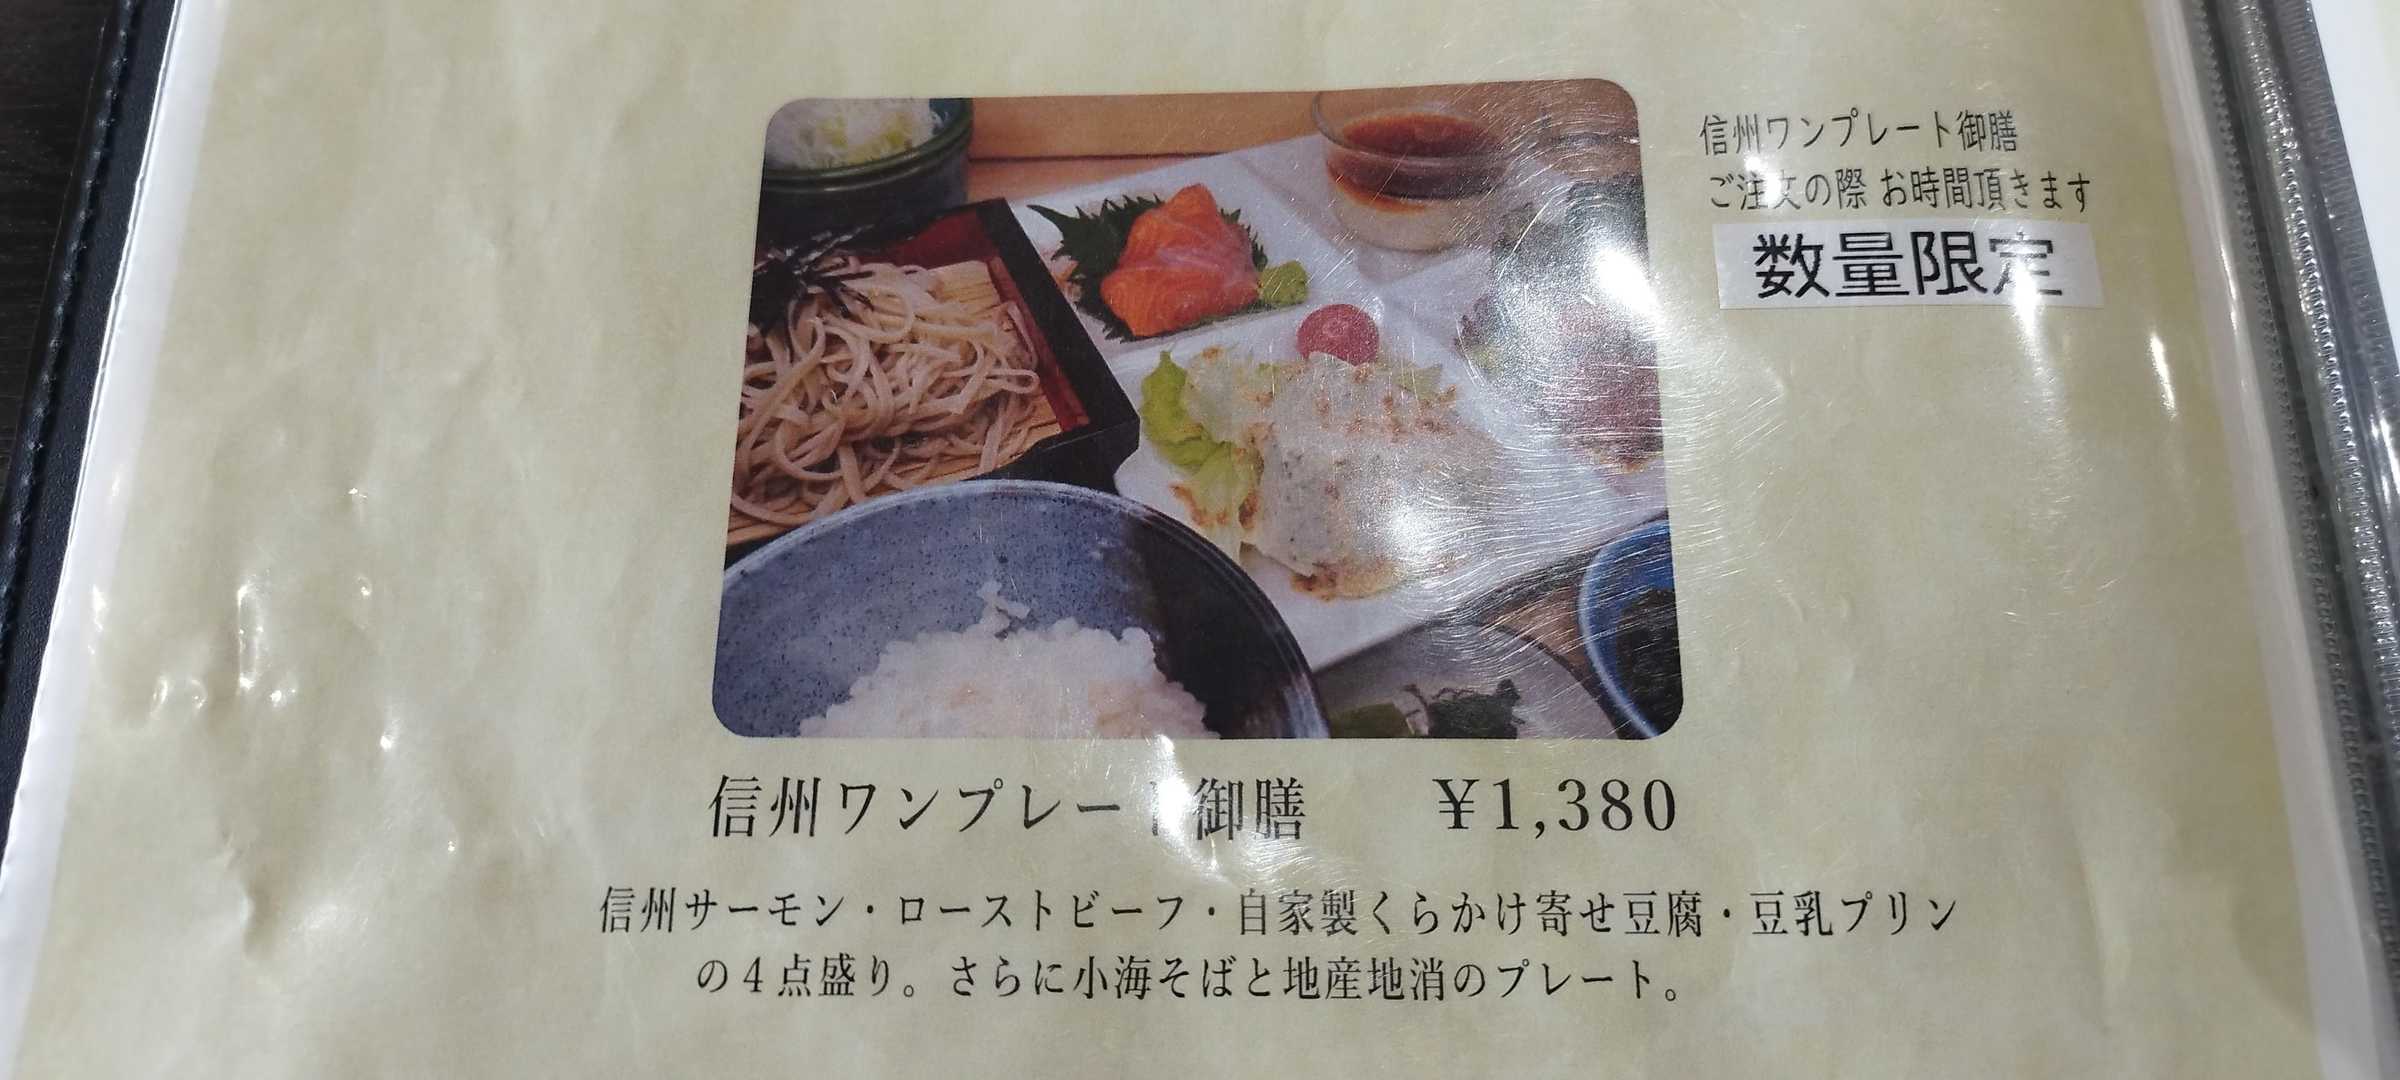 信州ワンプレート御膳
ご注文の際 お時間頂きます
数量限定
信州ワンプレート御膳 ¥1,380
信州サーモン・ローストビーフ・自家製くらかけ寄せ豆腐・豆乳プリン
の４点盛り。さらに小海そばと地産地消のプレート。